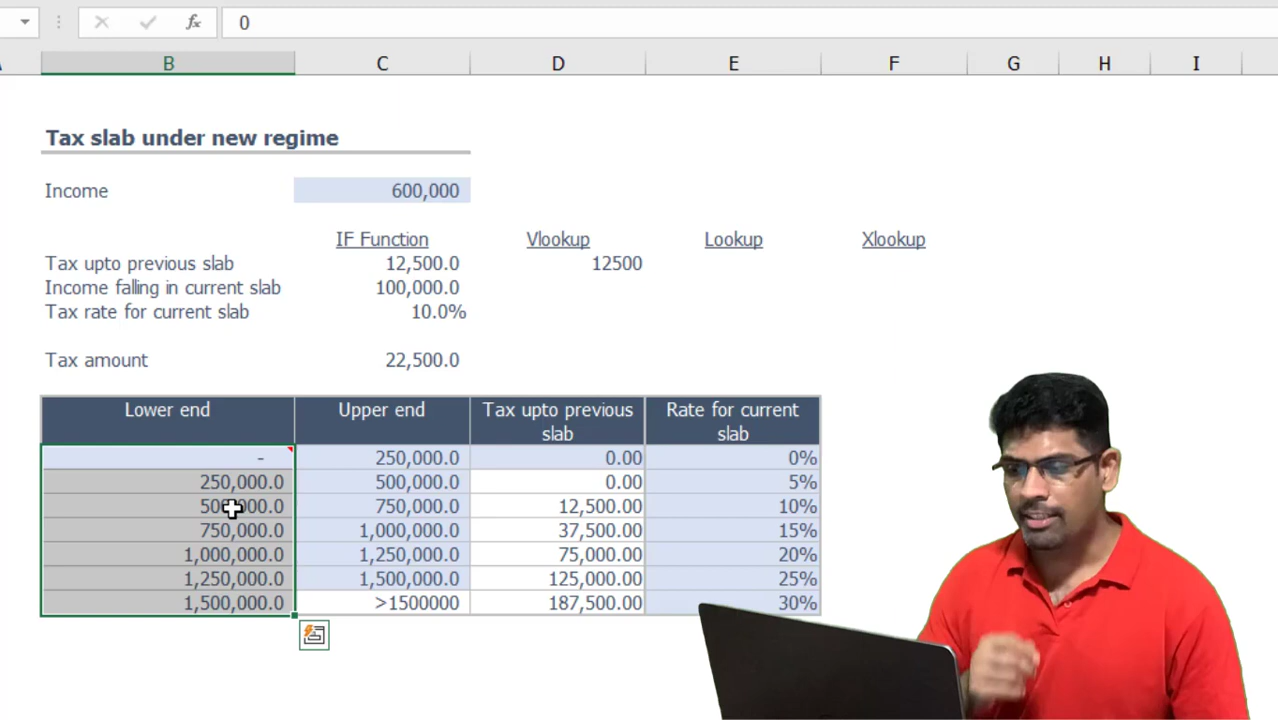 fx 0
B C D E F G H I
Tax slab under new regime
Income 600,000
IF Function Vlookup Lookup Xlookup
Tax upto previous slab 12,500.0 12500
Income falling in current slab 100,000.0
Tax rate for current slab 10.0%
Tax amount 22,500.0
Lower end Upper end Tax upto previous slab Rate for current slab
- 250,000.0 0.00 0%
250,000.0 500,000.0 0.00 5%
500,000.0 750,000.0 12,500.00 10%
750,000.0 1,000,000.0 37,500.00 15%
1,000,000.0 1,250,000.0 75,000.00 20%
1,250,000.0 1,500,000.0 125,000.00 25%
1,500,000.0 >1500000 187,500.00 30%